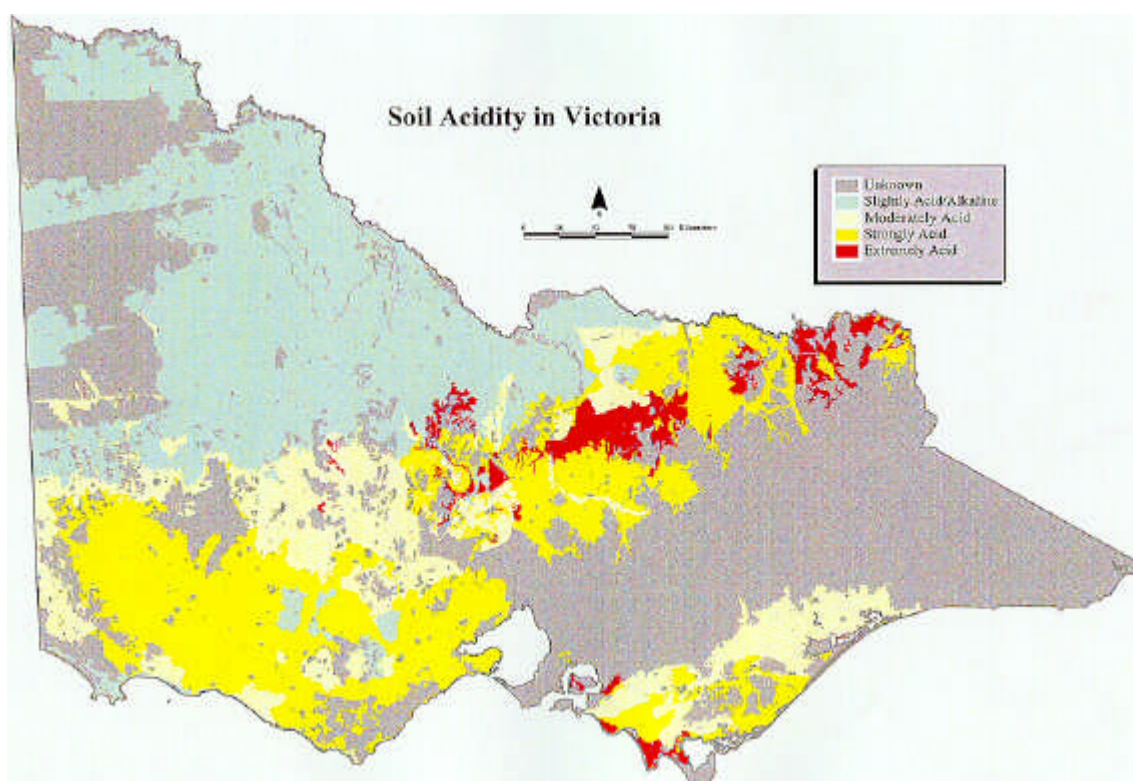 Soil Acidity in Victoria
Unknown
Slightly Acid/Alkaline
Moderately Acid
Strongly Acid
Extremely Acid